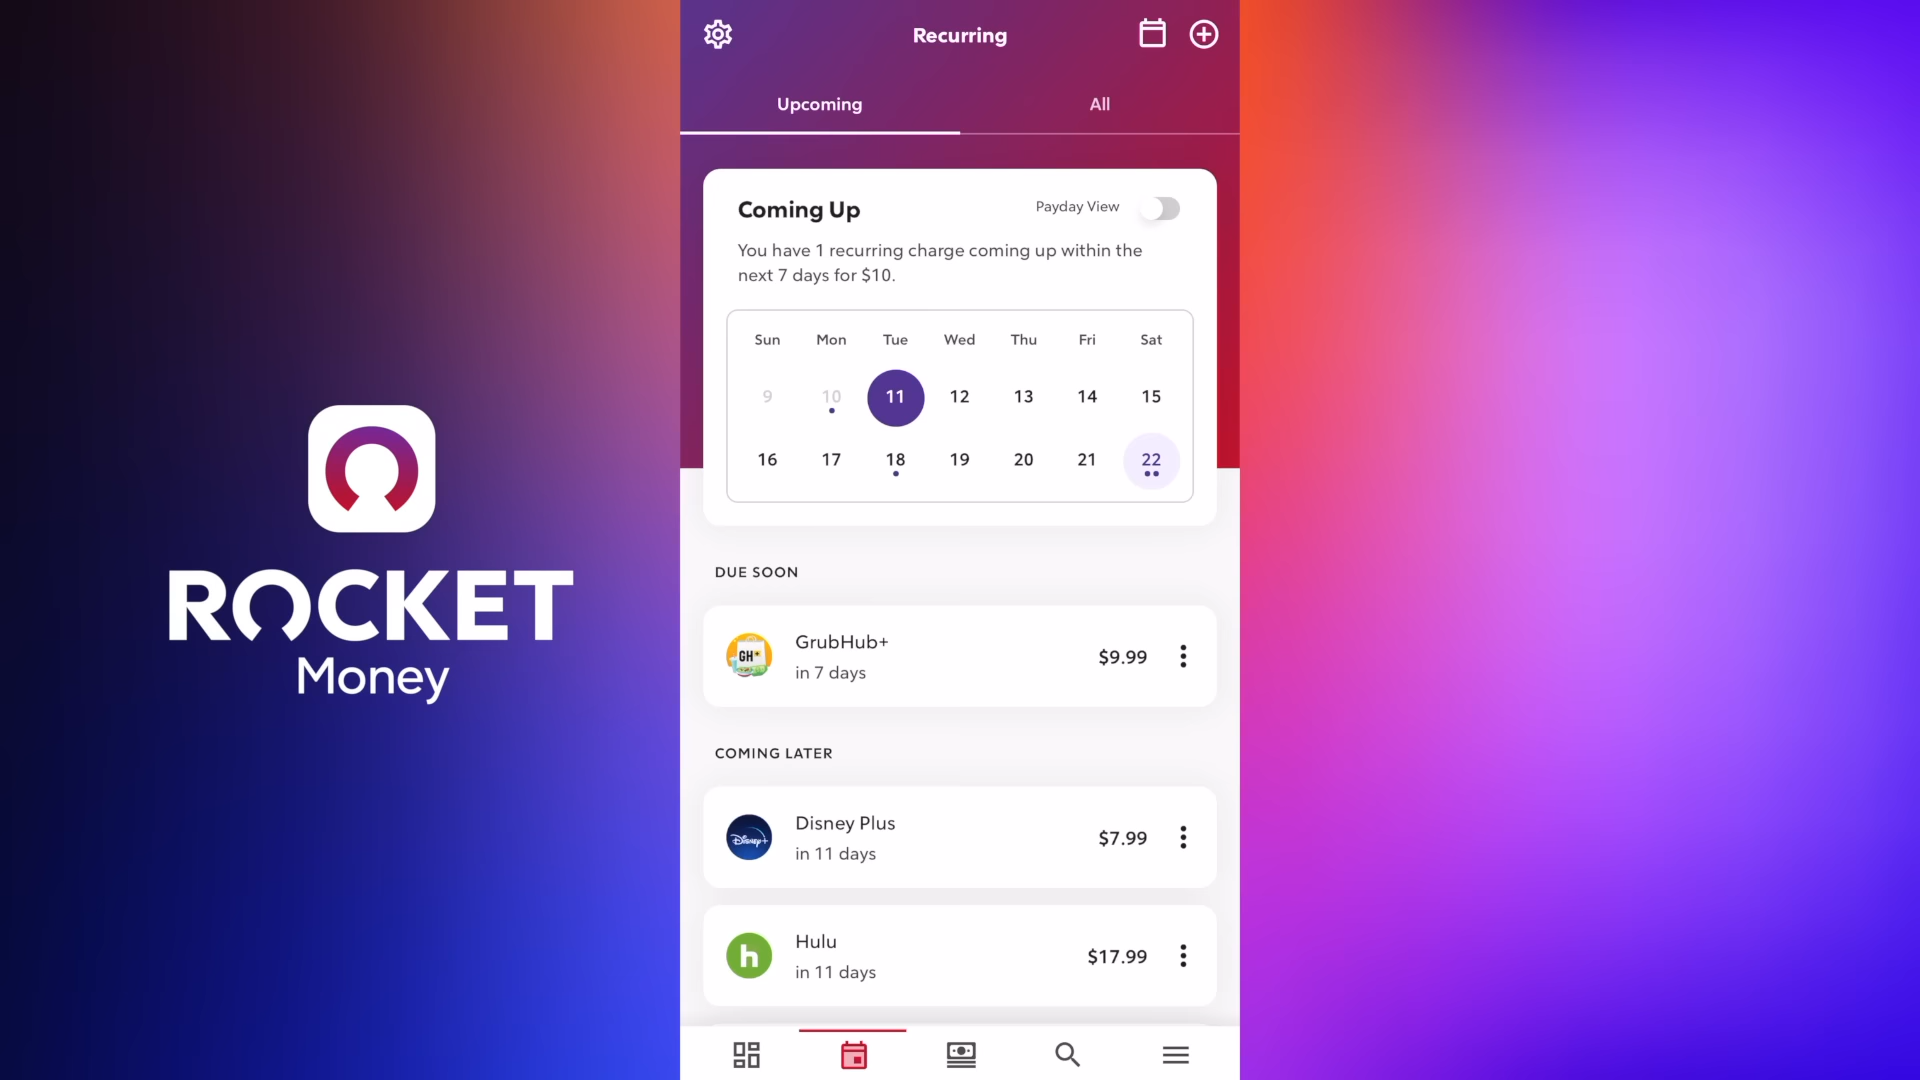 ROCKET
Money
Recurring
Upcoming All
Coming Up
Payday View
You have 1 recurring charge coming up within the
next 7 days for $10.
Sun Mon Tue Wed Thu Fri Sat
9 10 11 12 13 14 15
16 17 18 19 20 21 22
DUE SOON
GH+
GrubHub+
in 7 days
$9.99
COMING LATER
Disney+
Disney Plus
in 11 days
$7.99
h
Hulu
in 11 days
$17.99